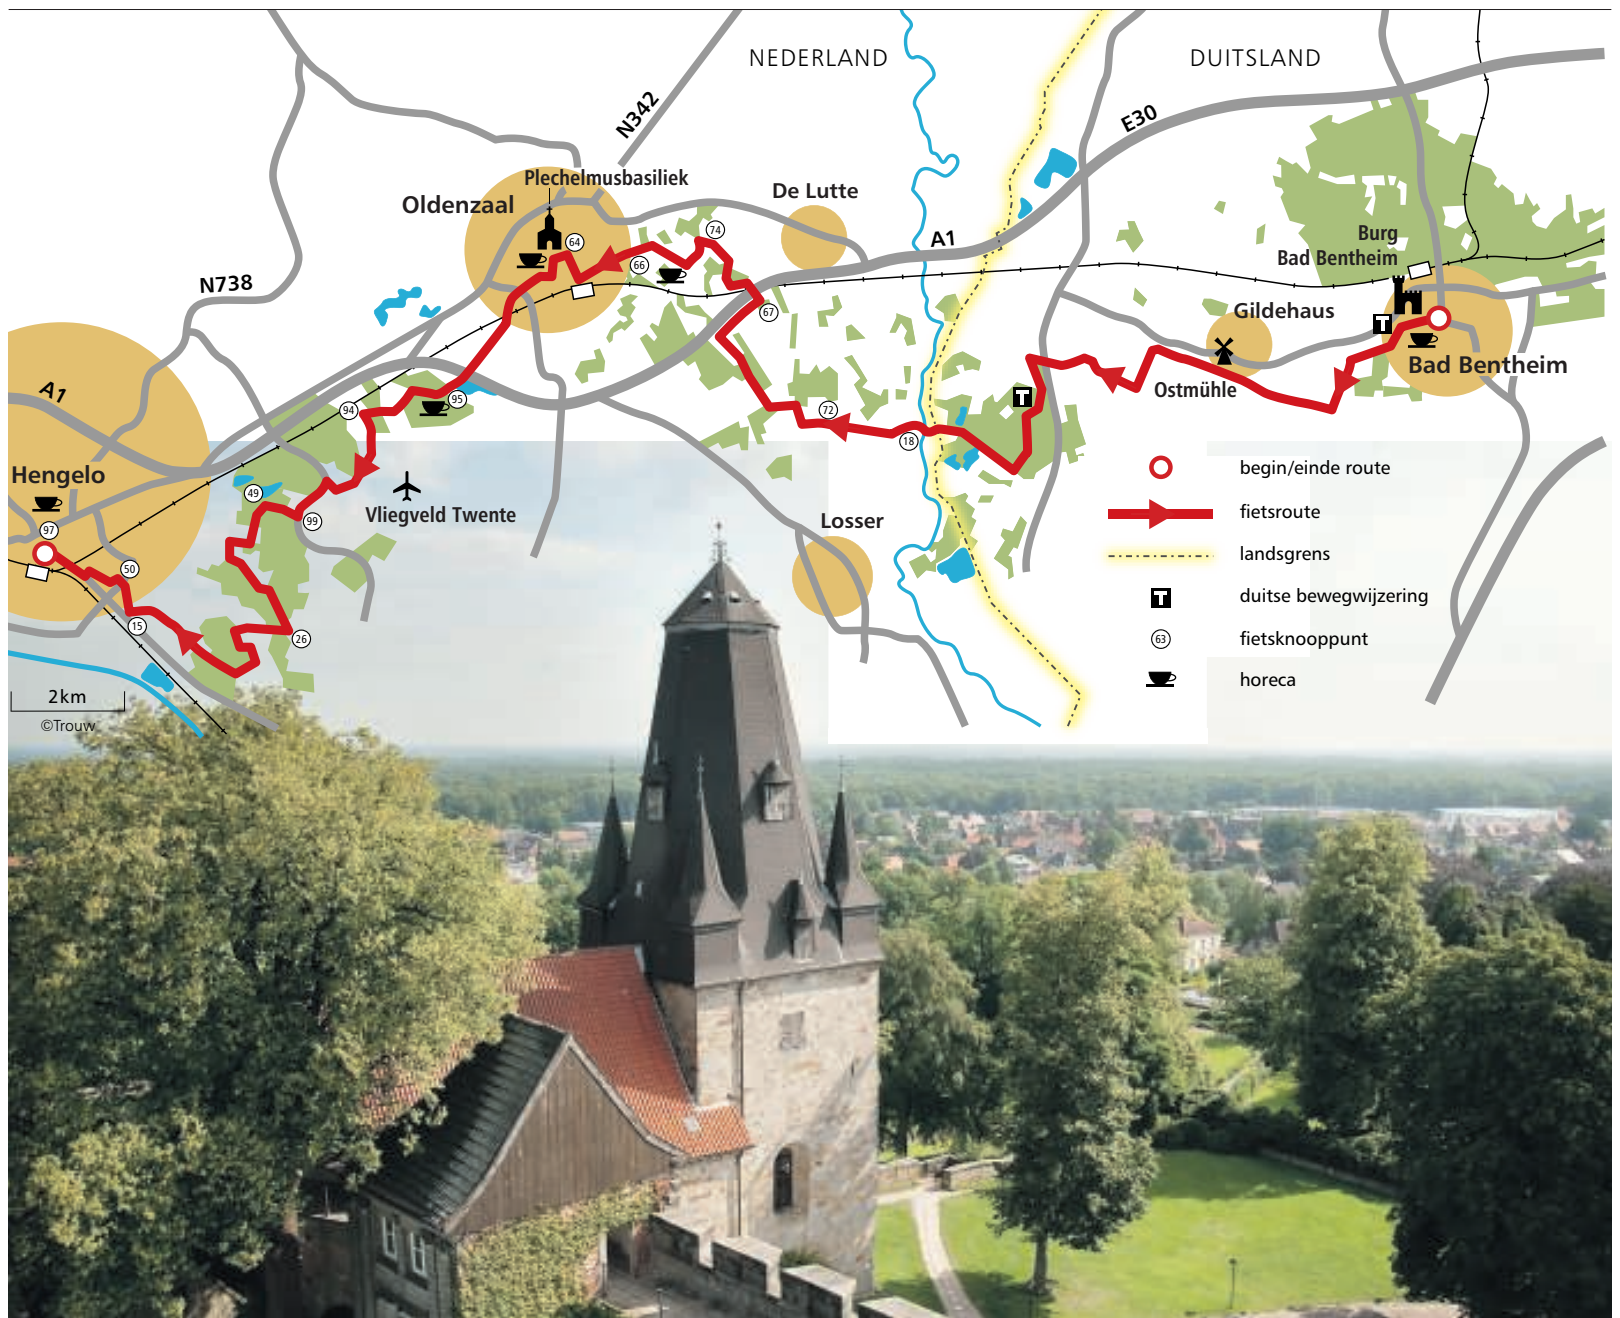 NEDERLAND
DUITSLAND
N342
E30
Plechelmusbasiliek
Oldenzaal
De Lutte
A1
Burg
Bad Bentheim
N738
Gildehaus
Bad Bentheim
Ostmühle
A1
64
66
74
67
72
18
95
94
49
99
Hengelo
97
50
15
26
Vliegveld Twente
Losser
2km
©Trouw
begin/einde route
fietsroute
landsgrens
T
T
T
duitse bewegwijzering
63
fietsknooppunt
horeca